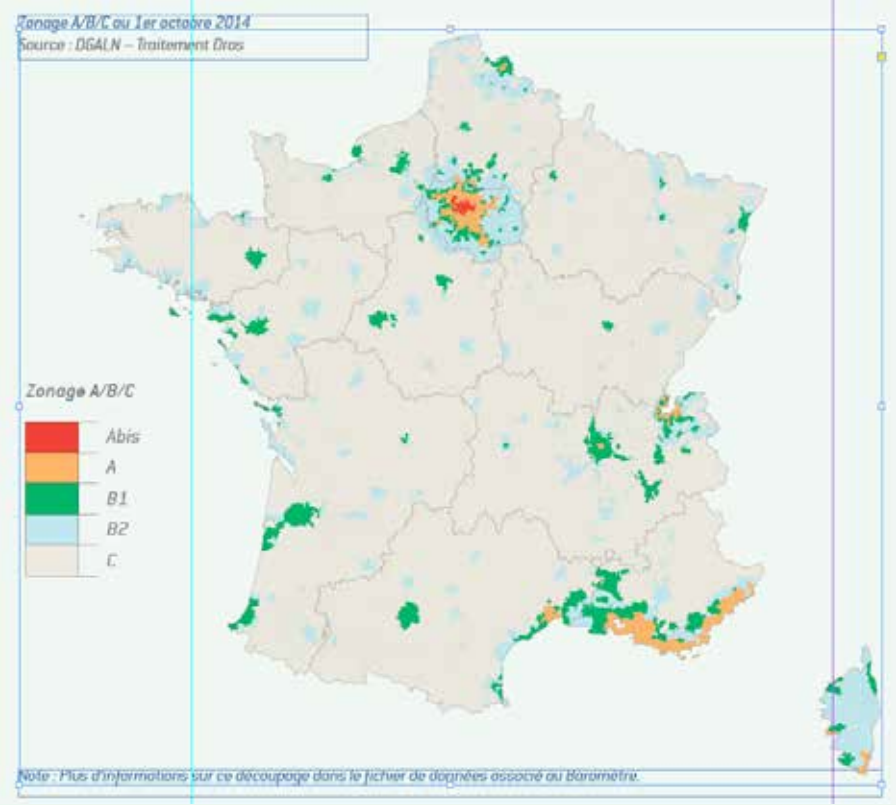 Zonage A/B/C au 1er octobre 2014
Source : DGALN – Traitement Dros
Zonage A/B/C
Abis
A
B1
B2
C
Note : Plus d'informations sur ce découpage dans le fichier de données associé au Baromètre.